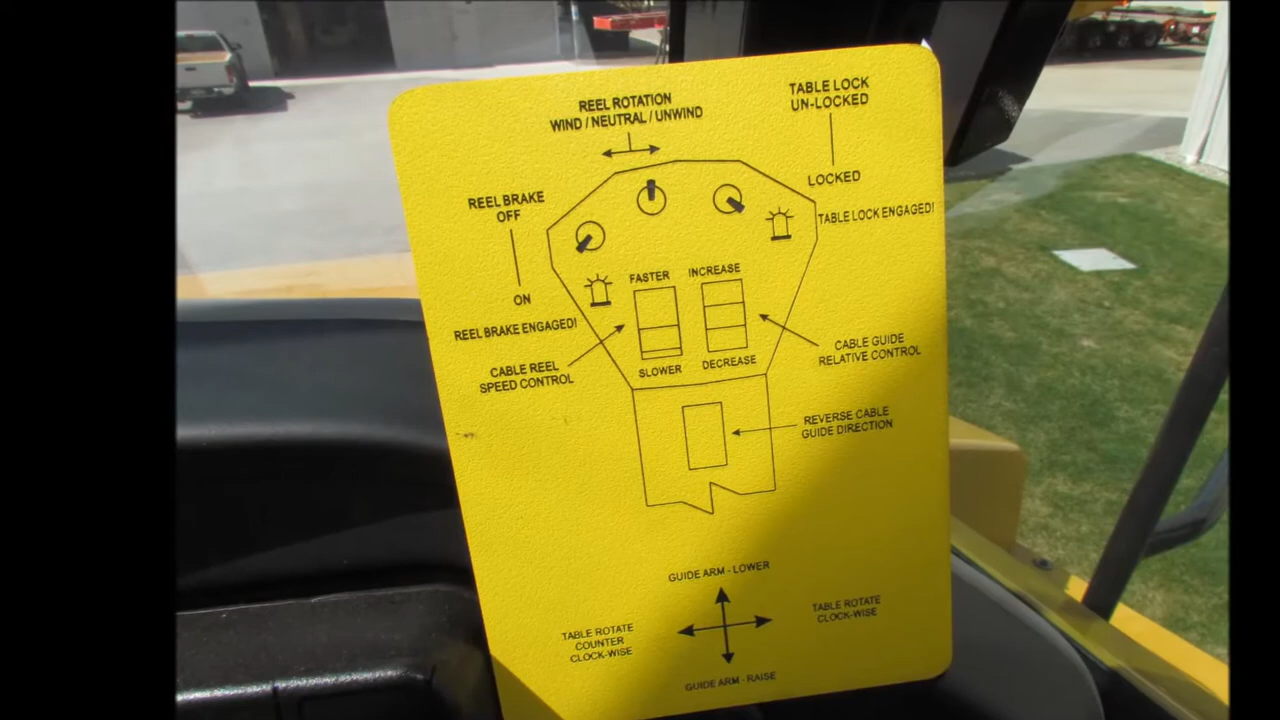 REEL ROTATION
WIND / NEUTRAL / UNWIND
TABLE LOCK
UN-LOCKED
LOCKED
TABLE LOCK ENGAGED!
REEL BRAKE
OFF
ON
REEL BRAKE ENGAGED!
FASTER
INCREASE
SLOWER
DECREASE
CABLE REEL
SPEED CONTROL
CABLE GUIDE
RELATIVE CONTROL
REVERSE CABLE
GUIDE DIRECTION
GUIDE ARM - LOWER
TABLE ROTATE
COUNTER
CLOCK-WISE
TABLE ROTATE
CLOCK-WISE
GUIDE ARM - RAISE